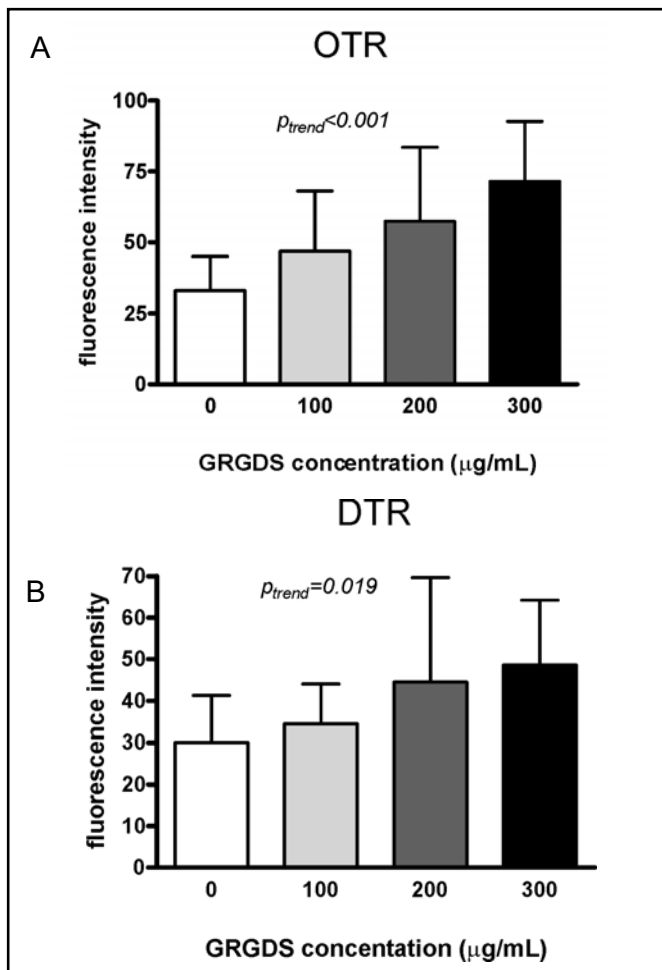 A
OTR
p_trend<0.001
100
75
50
25
0
fluorescence intensity
0 100 200 300
GRGDS concentration (μg/mL)
DTR
B
p_trend=0.019
70
60
50
40
30
20
10
0
fluorescence intensity
0 100 200 300
GRGDS concentation (μg/mL)